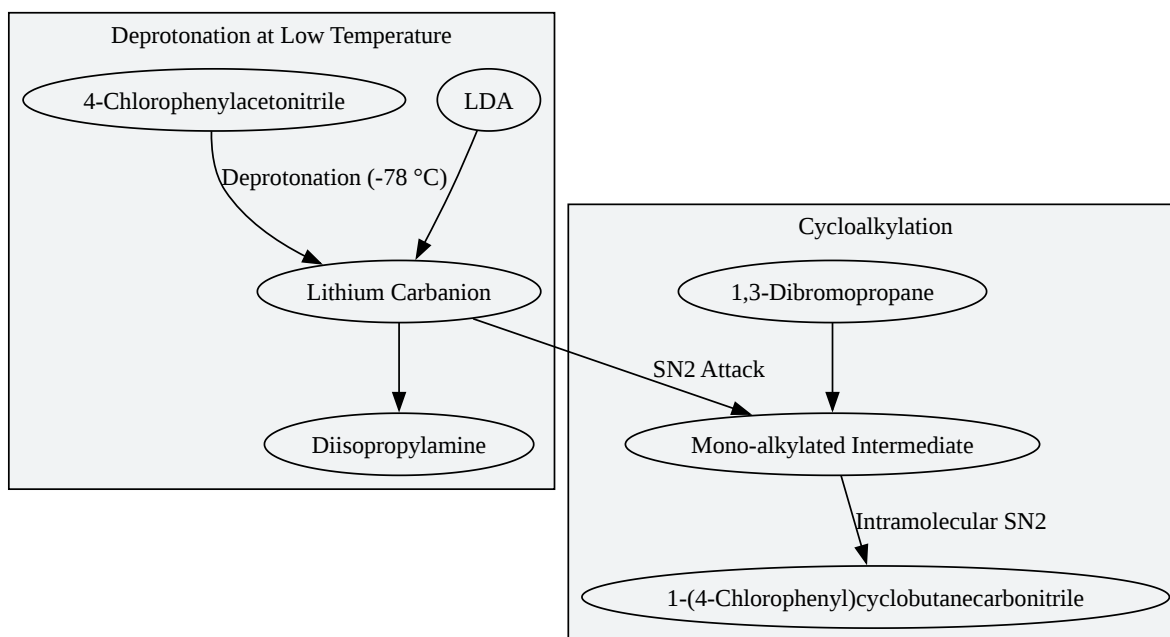 Deprotonation at Low Temperature
4-Chlorophenylacetonitrile
LDA
Deprotonation (-78 °C)
Lithium Carbanion
Diisopropylamine
Cycloalkylation
1,3-Dibromopropane
SN2 Attack
Mono-alkylated Intermediate
Intramolecular SN2
1-(4-Chlorophenyl)cyclobutanecarbonitrile